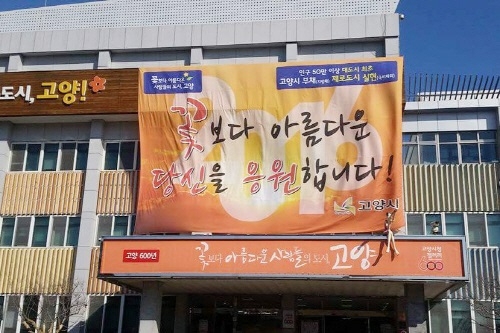 도시, 고양!
꽃보다 아름다운
사람들의 도시, 고양
인구 50만 이상 대도시 최초
고양시 무채 제로도시 실현
꽃보다 아름다운
당신을 응원합니다!
고양시
고양 600년
꽃보다 아름다운 사람들의 도시, 고양
600